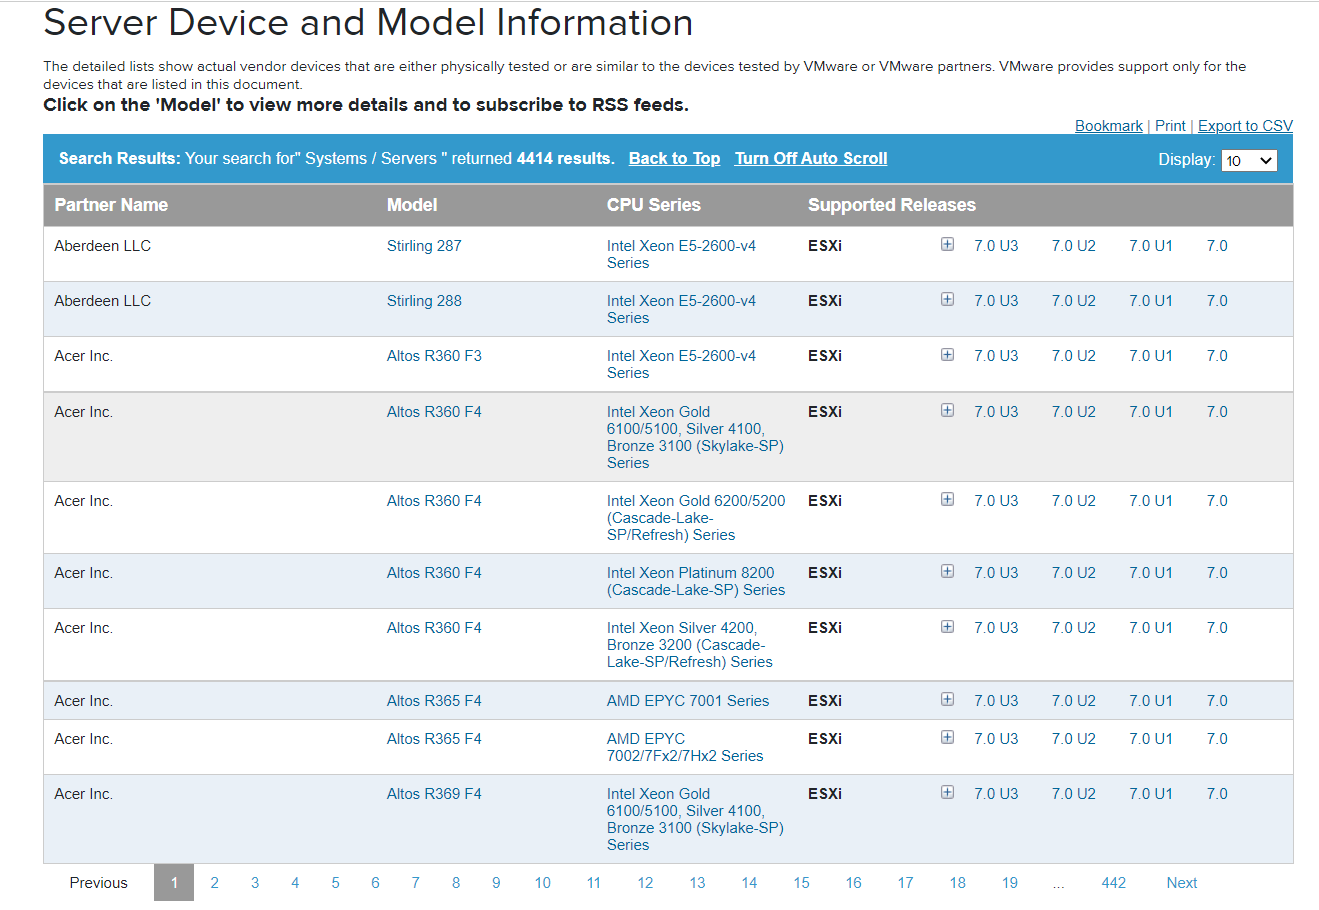 Server Device and Model Information
The detailed lists show actual vendor devices that are either physically tested or are similar to the devices tested by VMware or VMware partners. VMware provides support only for the
devices that are listed in this document.
Click on the 'Model' to view more details and to subscribe to RSS feeds.
Bookmark | Print | Export to CSV
Search Results: Your search for" Systems / Servers " returned 4414 results. Back to Top Turn Off Auto Scroll Display: 10
Partner Name Model CPU Series Supported Releases
Aberdeen LLC Stirling 287 Intel Xeon E5-2600-v4 ESXi 7.0 U3 7.0 U2 7.0 U1 7.0
Series
Aberdeen LLC Stirling 288 Intel Xeon E5-2600-v4 ESXi 7.0 U3 7.0 U2 7.0 U1 7.0
Series
Acer Inc. Altos R360 F3 Intel Xeon E5-2600-v4 ESXi 7.0 U3 7.0 U2 7.0 U1 7.0
Series
Acer Inc. Altos R360 F4 Intel Xeon Gold ESXi 7.0 U3 7.0 U2 7.0 U1 7.0
6100/5100, Silver 4100,
Bronze 3100 (Skylake-SP)
Series
Acer Inc. Altos R360 F4 Intel Xeon Gold 6200/5200 ESXi 7.0 U3 7.0 U2 7.0 U1 7.0
(Cascade-Lake-
SP/Refresh) Series
Acer Inc. Altos R360 F4 Intel Xeon Platinum 8200 ESXi 7.0 U3 7.0 U2 7.0 U1 7.0
(Cascade-Lake-SP) Series
Acer Inc. Altos R360 F4 Intel Xeon Silver 4200, ESXi 7.0 U3 7.0 U2 7.0 U1 7.0
Bronze 3200 (Cascade-
Lake-SP/Refresh) Series
Acer Inc. Altos R365 F4 AMD EPYC 7001 Series ESXi 7.0 U3 7.0 U2 7.0 U1 7.0
Acer Inc. Altos R365 F4 AMD EPYC ESXi 7.0 U3 7.0 U2 7.0 U1 7.0
7002/7Fx2/7Hx2 Series
Acer Inc. Altos R369 F4 Intel Xeon Gold ESXi 7.0 U3 7.0 U2 7.0 U1 7.0
6100/5100, Silver 4100,
Bronze 3100 (Skylake-SP)
Series
Previous 1 2 3 4 5 6 7 8 9 10 11 12 13 14 15 16 17 18 19 ... 442 Next